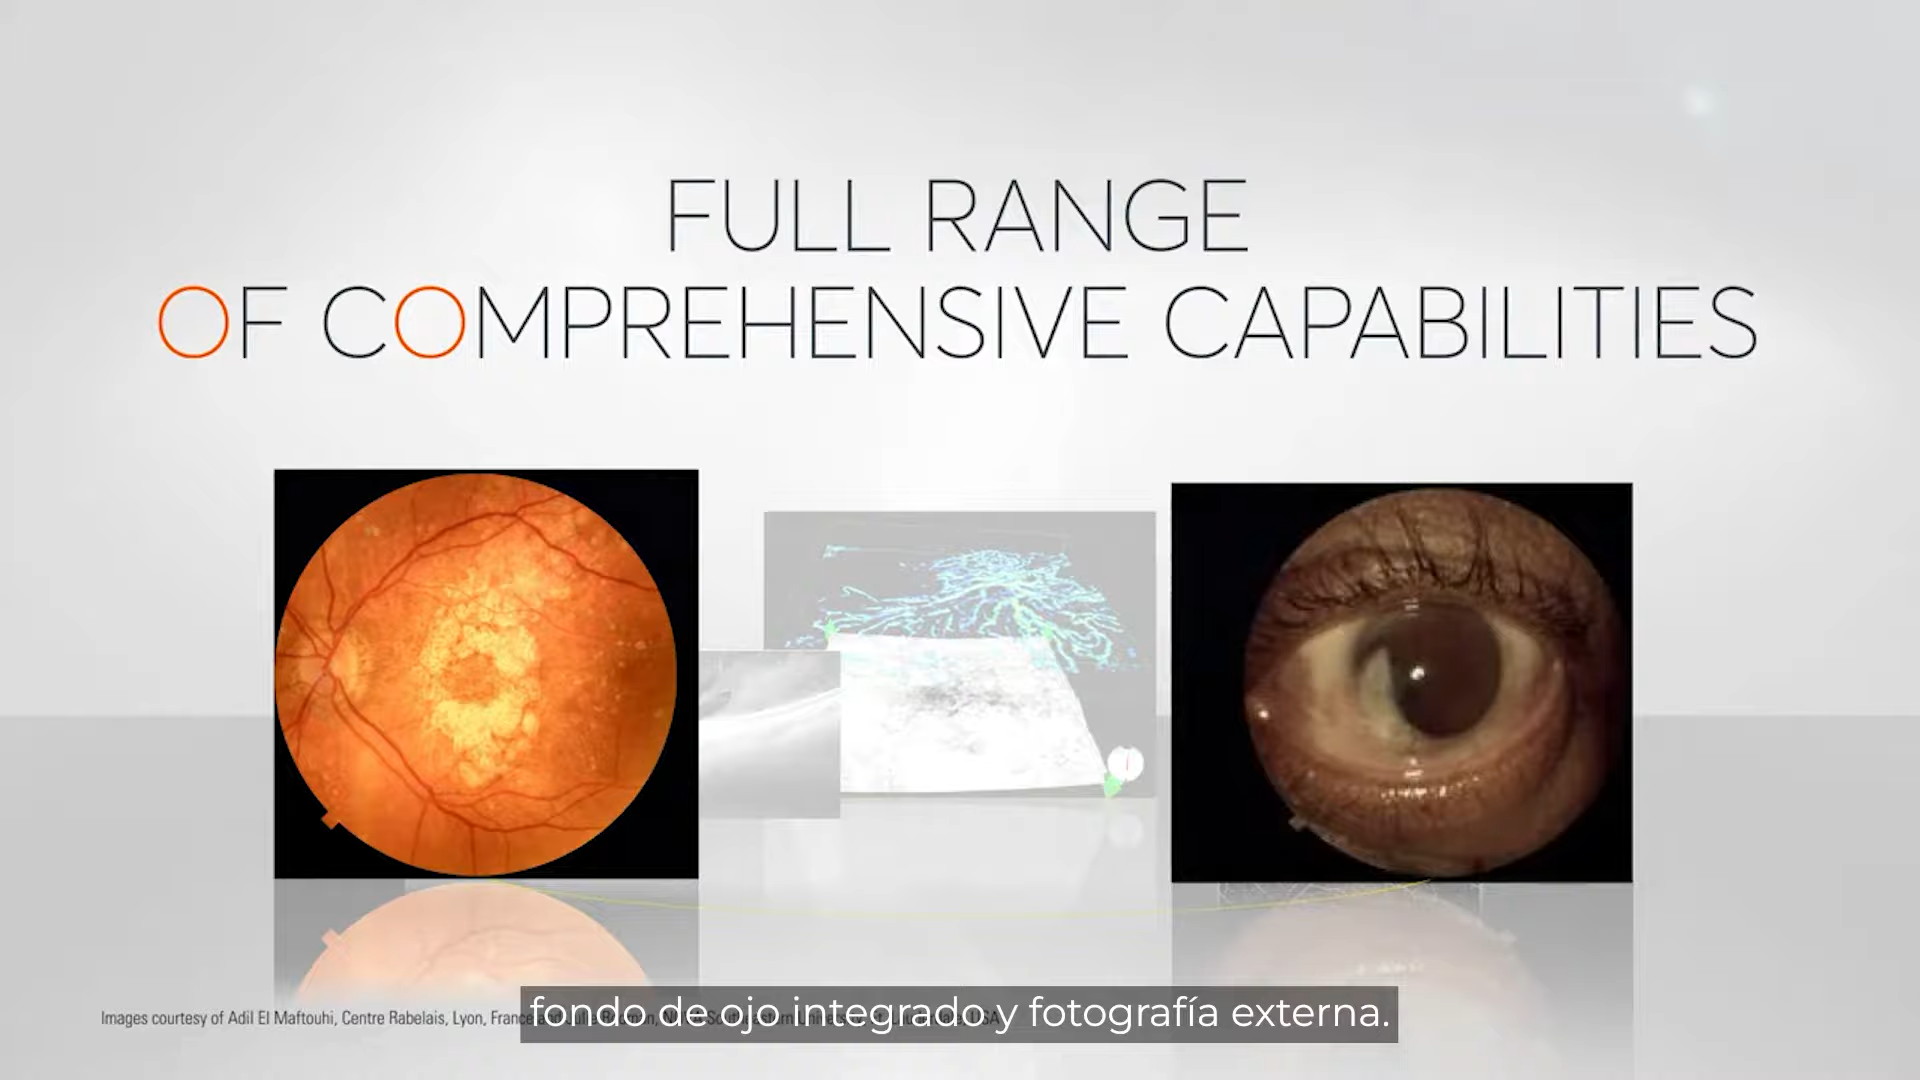 FULL RANGE
OF COMPREHENSIVE CAPABILITIES
Images courtesy of Adil El Maftouhi, Centre Rabelais, Lyon, France and
fondo de ojo integrado y fotografía externa.